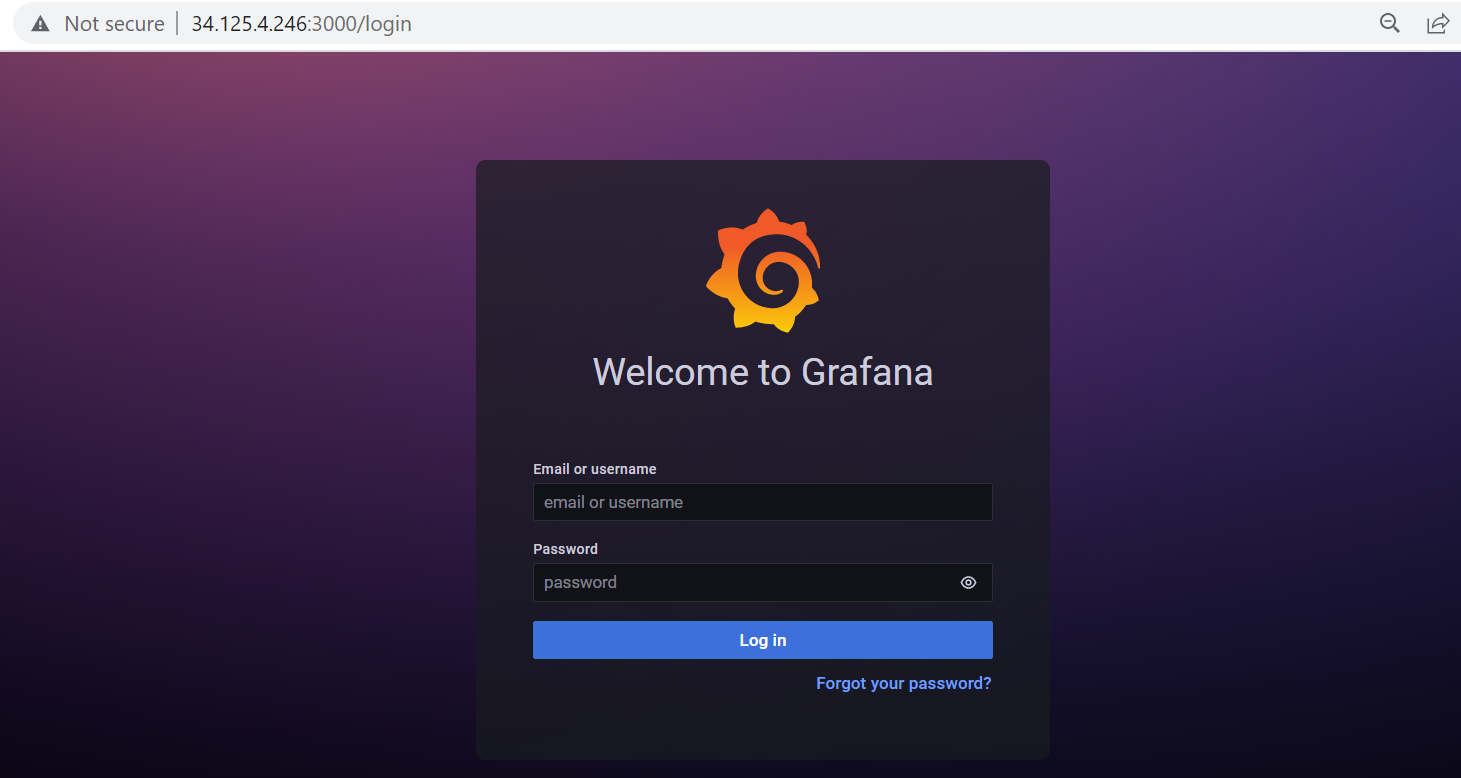 Not secure 34.125.4.246:3000/login
Welcome to Grafana
Email or username
email or username
Password
password
Log in
Forgot your password?